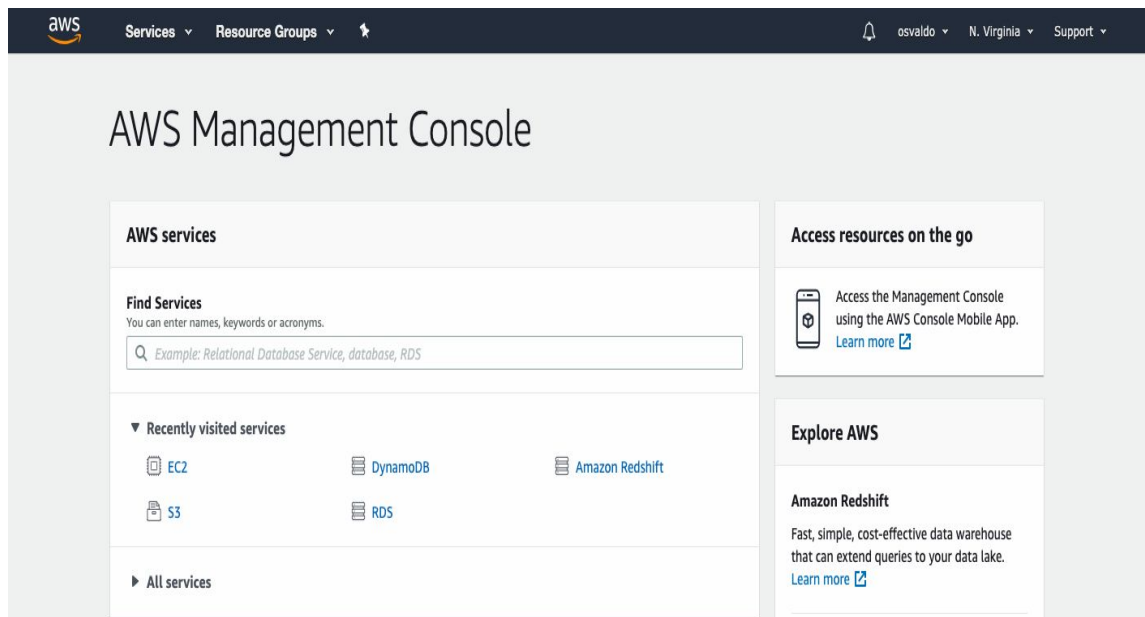 aws
Services
Resource Groups
osvaldo
N. Virginia
Support
AWS Management Console
AWS services
Find Services
You can enter names, keywords or acronyms.
Example: Relational Database Service, database, RDS
Recently visited services
EC2
DynamoDB
Amazon Redshift
S3
RDS
All services
Access resources on the go
Access the Management Console
using the AWS Console Mobile App.
Learn more
Explore AWS
Amazon Redshift
Fast, simple, cost-effective data warehouse
that can extend queries to your data lake.
Learn more